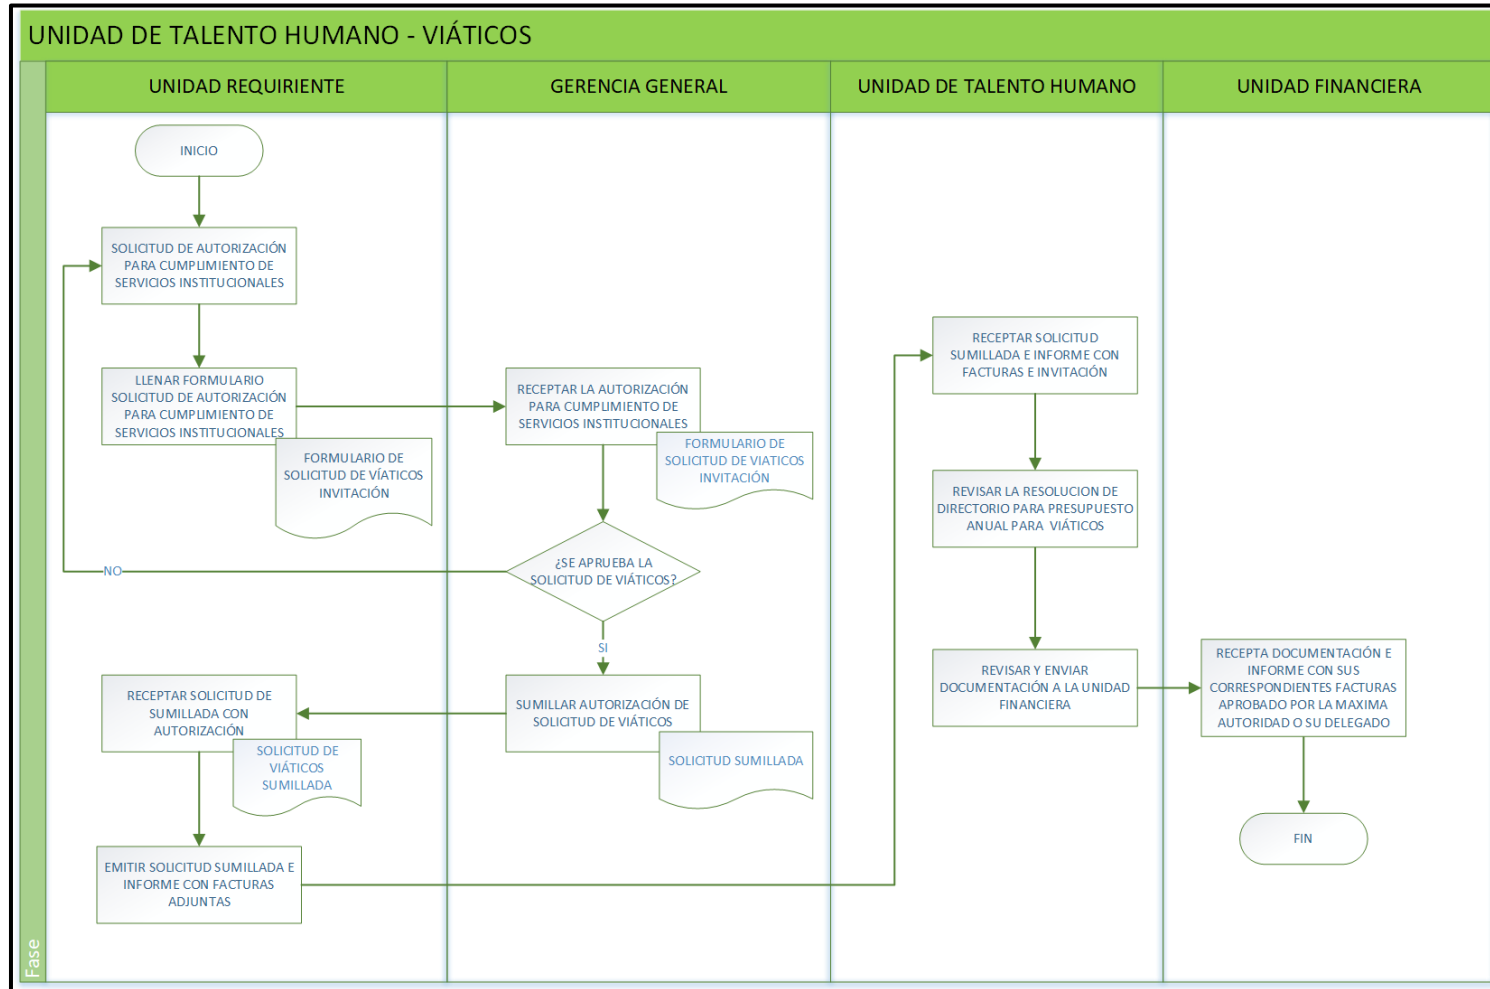 UNIDAD DE TALENTO HUMANO - VIÁTICOS
UNIDAD REQUIRIENTE
GERENCIA GENERAL
UNIDAD DE TALENTO HUMANO
UNIDAD FINANCIERA
Fase
INICIO
SOLICITUD DE AUTORIZACIÓN
PARA CUMPLIMIENTO DE
SERVICIOS INSTITUCIONALES
LLENAR FORMULARIO
SOLICITUD DE AUTORIZACIÓN
PARA CUMPLIMIENTO DE
SERVICIOS INSTITUCIONALES
FORMULARIO DE
SOLICITUD DE VÍATICOS
INVITACIÓN
RECEPTAR LA AUTORIZACIÓN
PARA CUMPLIMIENTO DE
SERVICIOS INSTITUCIONALES
FORMULARIO DE
SOLICITUD DE VIATICOS
INVITACIÓN
¿SE APRUEBA LA
SOLICITUD DE VIÁTICOS?
NO
SI
SUMILLAR AUTORIZACIÓN DE
SOLICITUD DE VIÁTICOS
SOLICITUD SUMILLADA
RECEPTAR SOLICITUD DE
SUMILLADA CON
AUTORIZACIÓN
SOLICITUD DE
VIÁTICOS
SUMILLADA
EMITIR SOLICITUD SUMILLADA E
INFORME CON FACTURAS
ADJUNTAS
RECEPTAR SOLICITUD
SUMILLADA E INFORME CON
FACTURAS E INVITACIÓN
REVISAR LA RESOLUCION DE
DIRECTORIO PARA PRESUPUESTO
ANUAL PARA VIÁTICOS
REVISAR Y ENVIAR
DOCUMENTACIÓN A LA UNIDAD
FINANCIERA
RECEPTA DOCUMENTACIÓN E
INFORME CON SUS
CORRESPONDIENTES FACTURAS
APROBADO POR LA MAXIMA
AUTORIDAD O SU DELEGADO
FIN